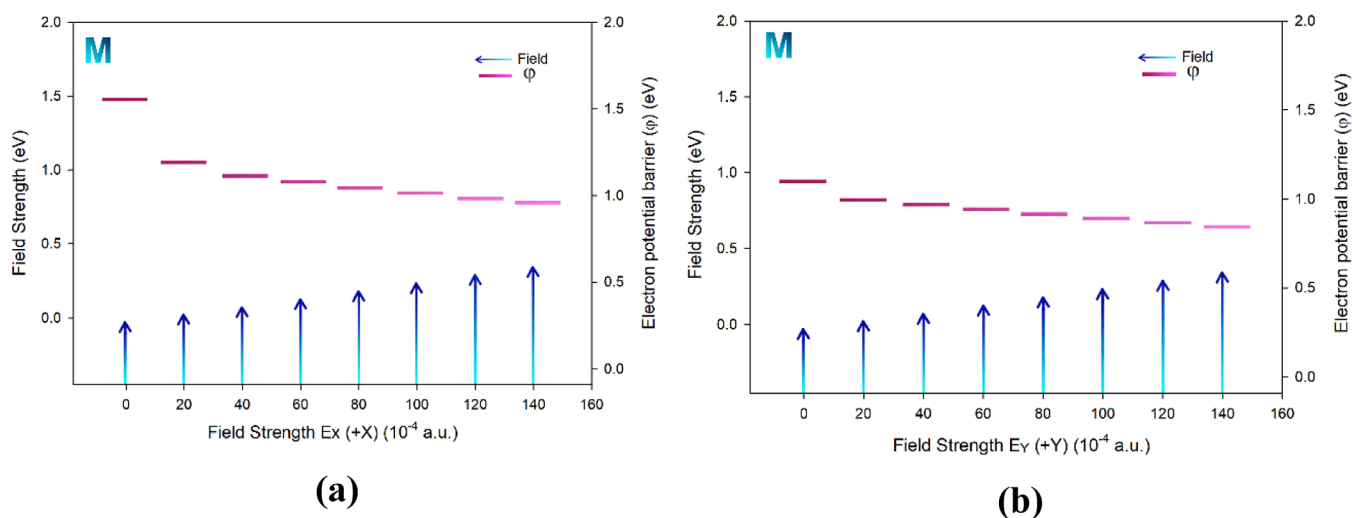 M
Field
φ
Field Strength (eV)
2.0
1.5
1.0
0.5
0.0
Electron potential barrier (φ) (eV)
2.0
1.5
1.0
0.5
0.0
0 20 40 60 80 100 120 140 160
Field Strength Ex (+X) (10⁻⁴ a.u.)
(a)
M
Field
φ
Field Strength (eV)
2.0
1.5
1.0
0.5
0.0
Electron potential barrier (φ) (eV)
2.0
1.5
1.0
0.5
0.0
0 20 40 60 80 100 120 140 160
Field Strength EY (+Y) (10⁻⁴ a.u.)
(b)